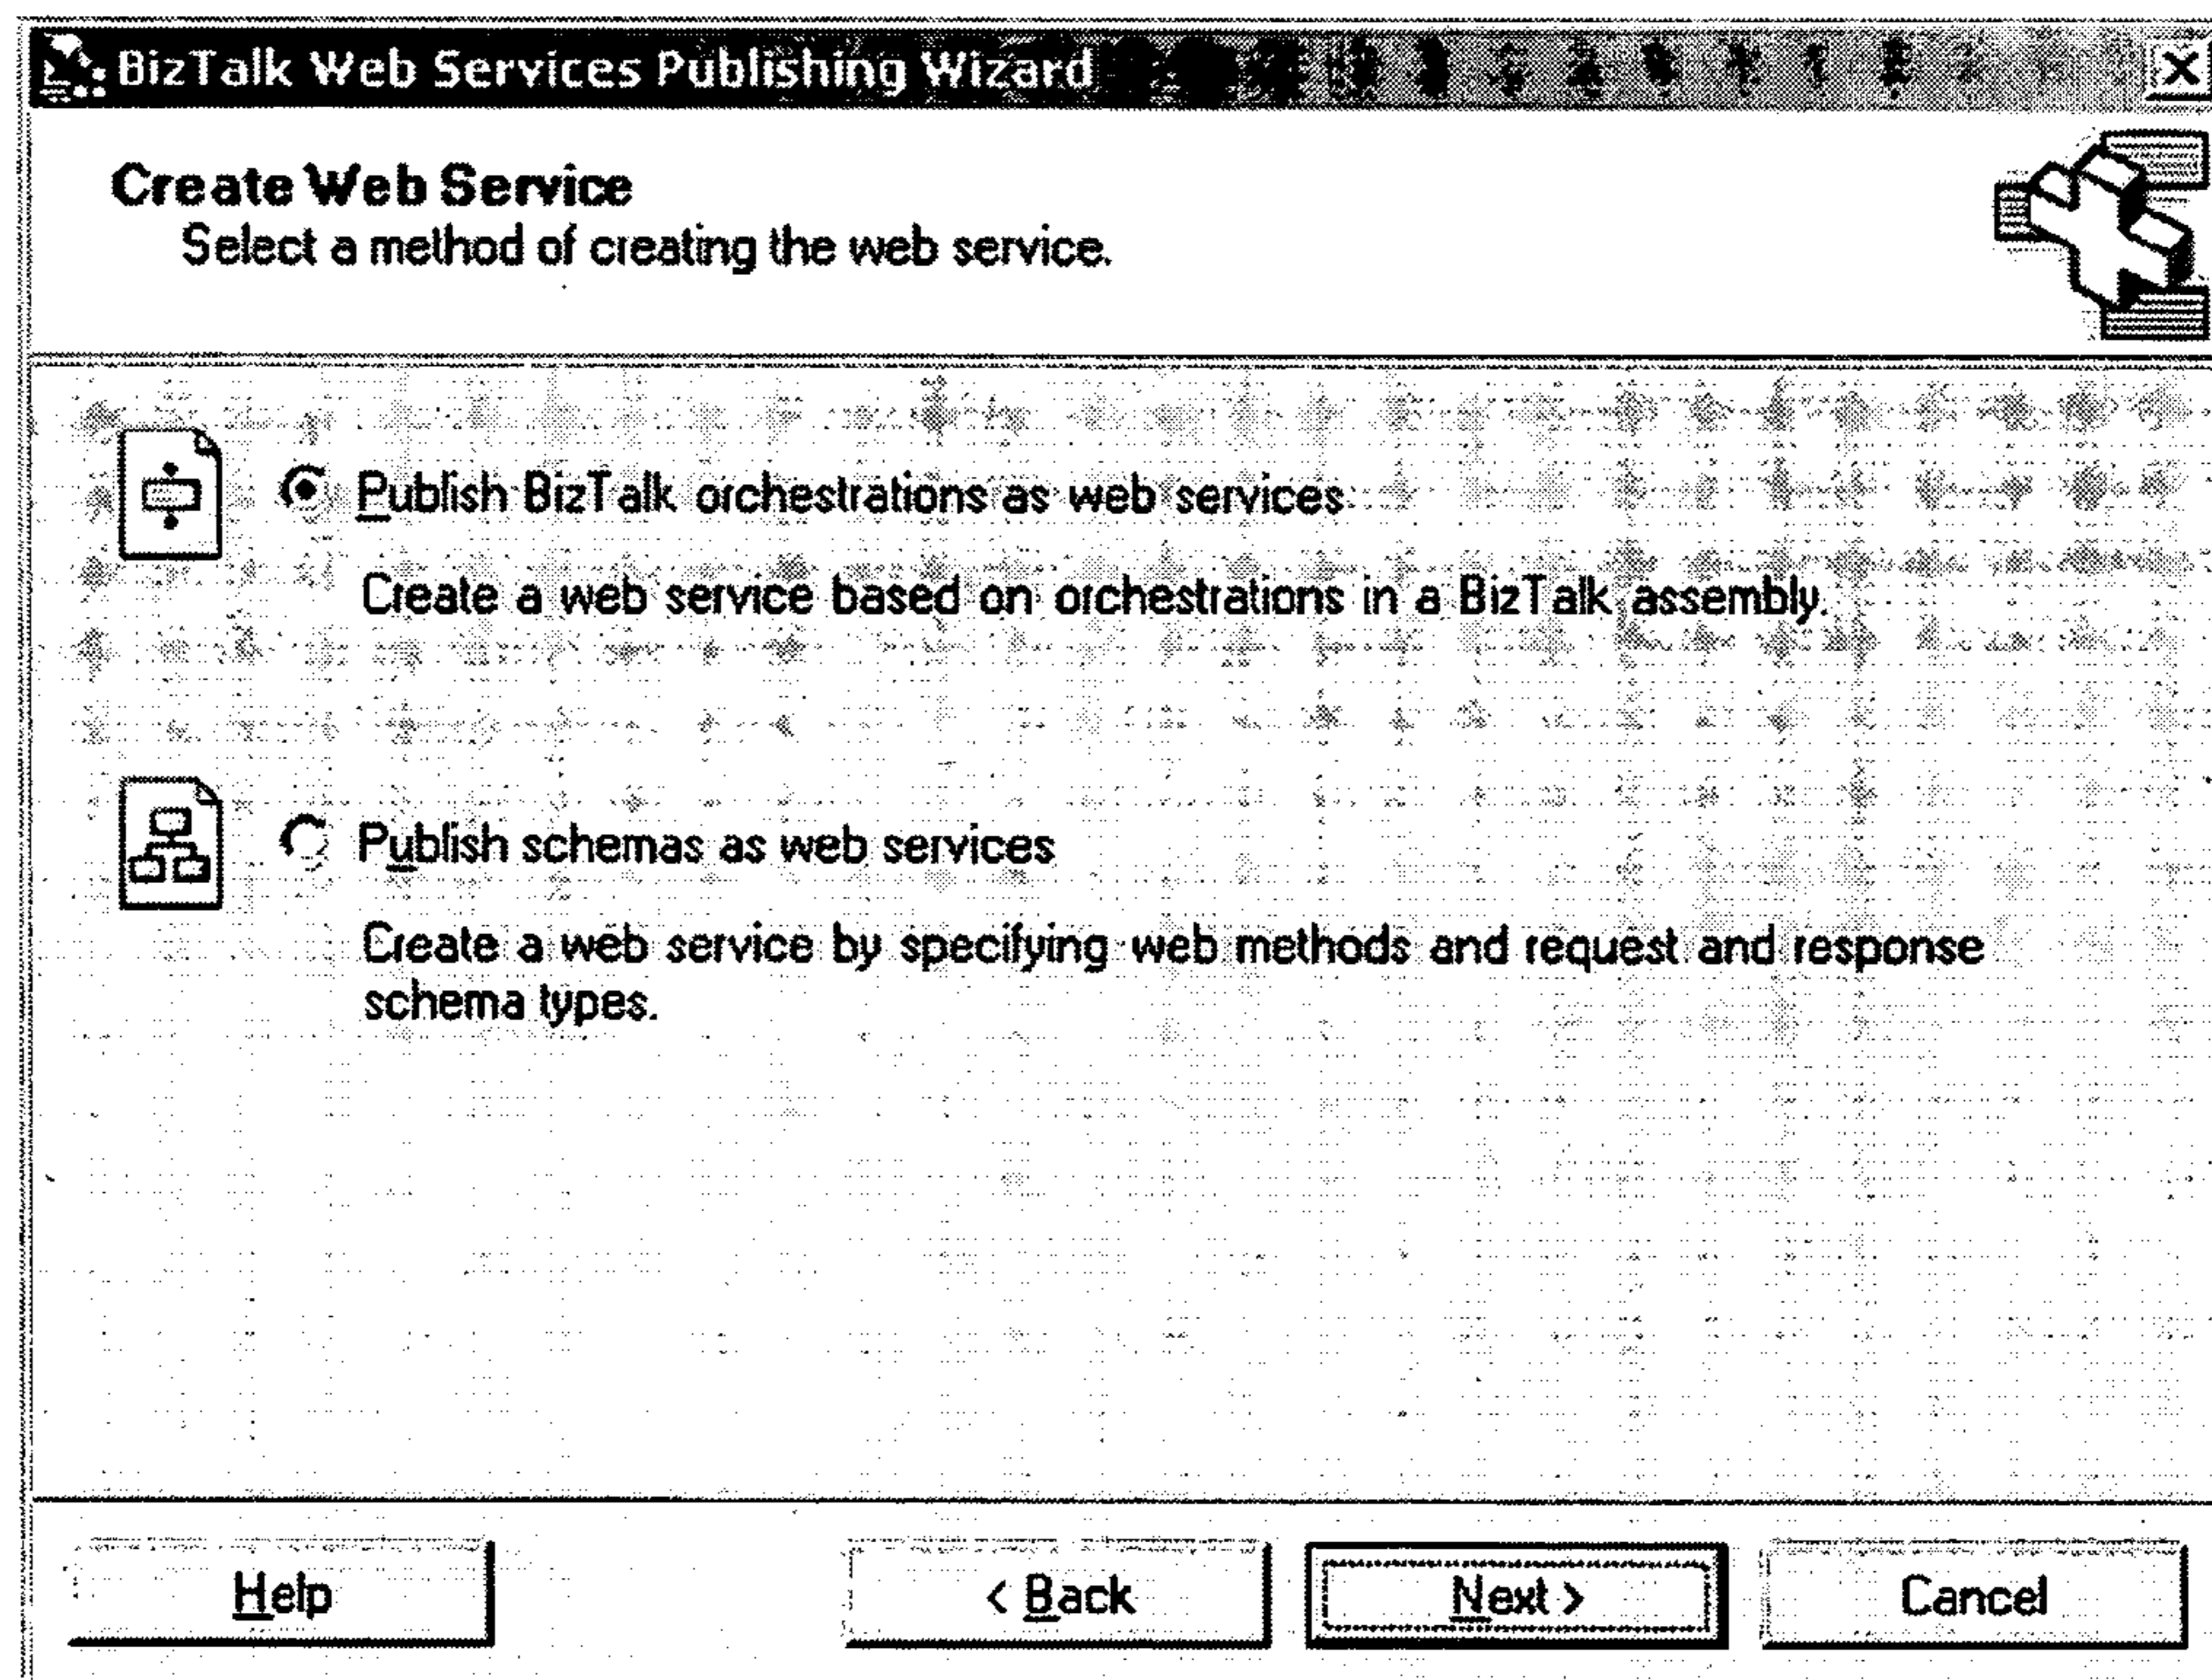 BizTalk Web Services Publishing Wizard
Create Web Service
Select a method of creating the web service.
Publish BizTalk orchestrations as web services
Create a web service based on orchestrations in a BizTalk assembly.
Publish schemas as web services
Create a web service by specifying web methods and request and response
schema types.
Help
< Back
Next >
Cancel